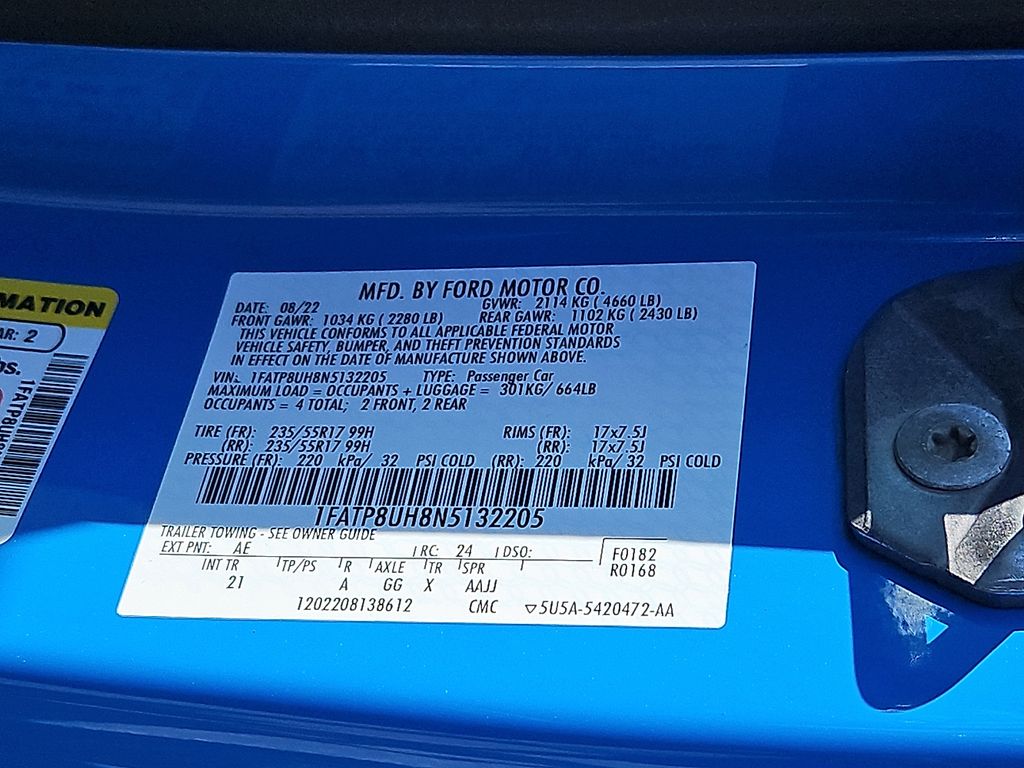 MATION
AR: 2
bs.
1FATP8UH8
MFD. BY FORD MOTOR CO.
DATE: 08/22 GVWR: 2114 KG ( 4660 LB)
FRONT GAWR: 1034 KG ( 2280 LB) REAR GAWR: 1102 KG ( 2430 LB)
THIS VEHICLE CONFORMS TO ALL APPLICABLE FEDERAL MOTOR
VEHICLE SAFETY, BUMPER, AND THEFT PREVENTION STANDARDS
IN EFFECT ON THE DATE OF MANUFACTURE SHOWN ABOVE.
VIN: 1FATP8UH8N5132205 TYPE: Passenger Car
MAXIMUM LOAD = OCCUPANTS + LUGGAGE = 301KG/ 664LB
OCCUPANTS = 4 TOTAL; 2 FRONT, 2 REAR
TIRE (FR): 235/55R17 99H RIMS (FR): 17x7.5J
(RR): 235/55R17 99H (RR): 17x7.5J
PRESSURE (FR): 220 kPa/ 32 PSI COLD (RR): 220 kPa/ 32 PSI COLD
1FATP8UH8N5132205
TRAILER TOWING - SEE OWNER GUIDE
EXT PNT: AE RC: 24 DSO: F0182
R0168
INT TR TP/PS R AXLE TR SPR
21 A GG X AAJJ
1202208138612 CMC ▽5U5A-5420472-AA